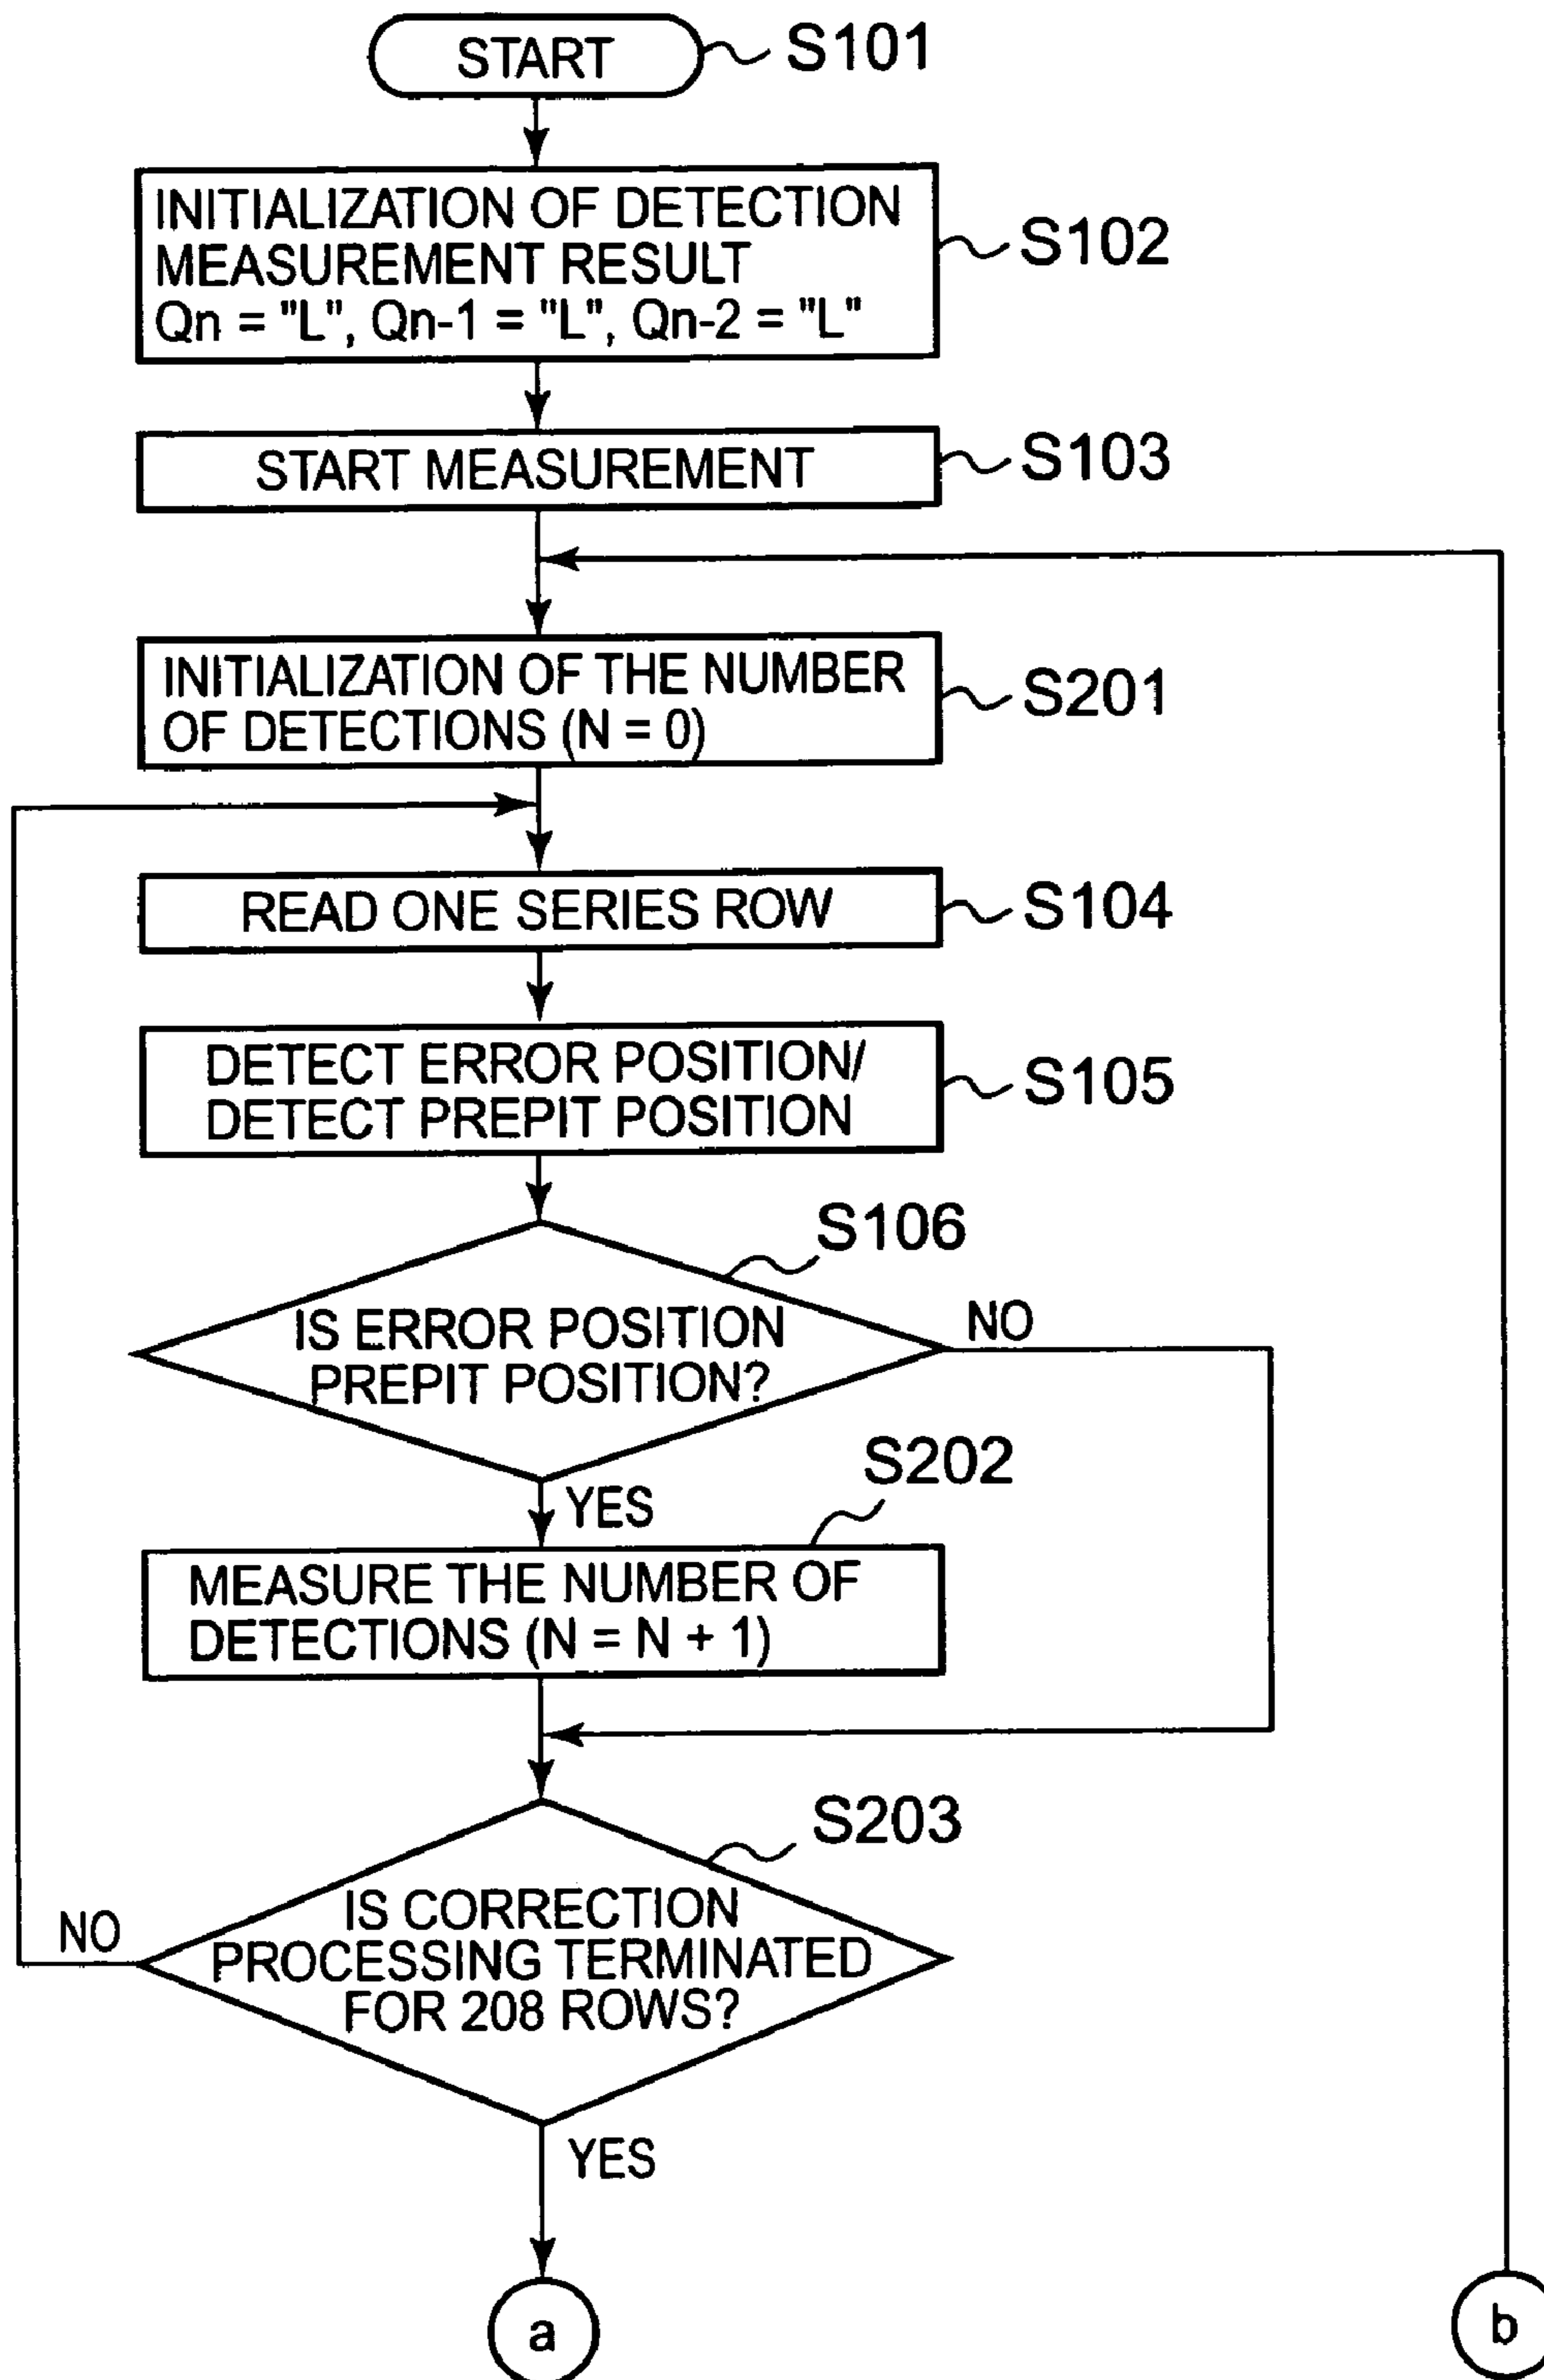 START
S101
INITIALIZATION OF DETECTION
MEASUREMENT RESULT
Qn = "L", Qn-1 = "L", Qn-2 = "L"
S102
START MEASUREMENT
S103
INITIALIZATION OF THE NUMBER
OF DETECTIONS (N = 0)
S201
READ ONE SERIES ROW
S104
DETECT ERROR POSITION/
DETECT PREPIT POSITION
S105
S106
IS ERROR POSITION
PREPIT POSITION?
NO
YES
S202
MEASURE THE NUMBER OF
DETECTIONS (N = N + 1)
S203
IS CORRECTION
PROCESSING TERMINATED
FOR 208 ROWS?
NO
YES
a
b